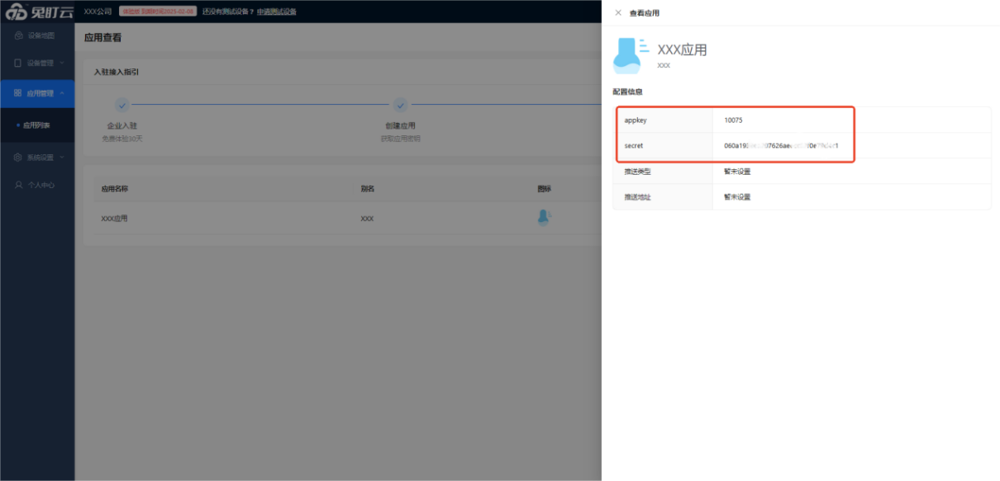 兔盯云
XXX公司 体验版 到期时间2025-02-08 还没有测试设备？申请测试设备
设备地图
设备管理
应用管理
应用列表
系统设置
个人中心
应用查看
入驻接入指引
企业入驻
免费体验30天
创建应用
获取应用密钥
应用名称 别名 图标
XXX应用 XXX
查看应用
XXX应用
XXX
配置信息
appkey 10075
secret
推送类型 暂未设置
推送地址 暂未设置